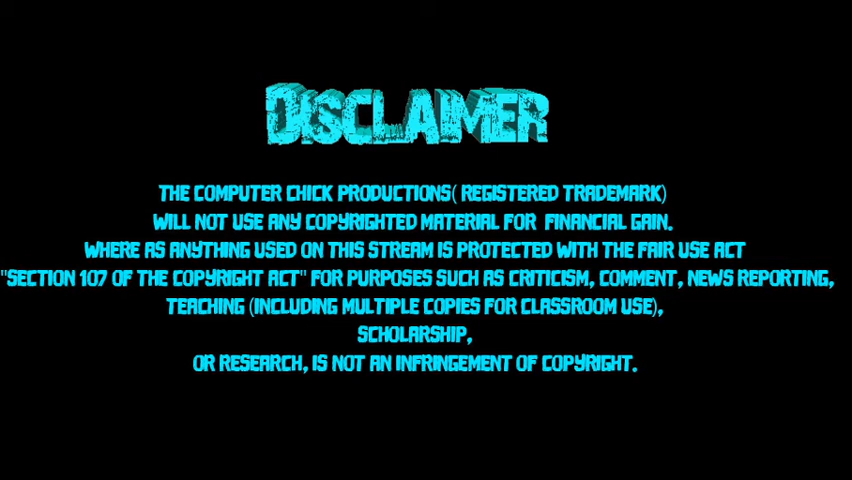 DISCLAIMER
THE COMPUTER CHICK PRODUCTIONS( REGISTERED TRADEMARK)
WILL NOT USE ANY COPYRIGHTED MATERIAL FOR FINANCIAL GAIN.
WHERE AS ANYTHING USED ON THIS STREAM IS PROTECTED WITH THE FAIR USE ACT
"SECTION 107 OF THE COPYRIGHT ACT" FOR PURPOSES SUCH AS CRITICISM, COMMENT, NEWS REPORTING,
TEACHING (INCLUDING MULTIPLE COPIES FOR CLASSROOM USE),
SCHOLARSHIP,
OR RESEARCH, IS NOT AN INFRINGEMENT OF COPYRIGHT.